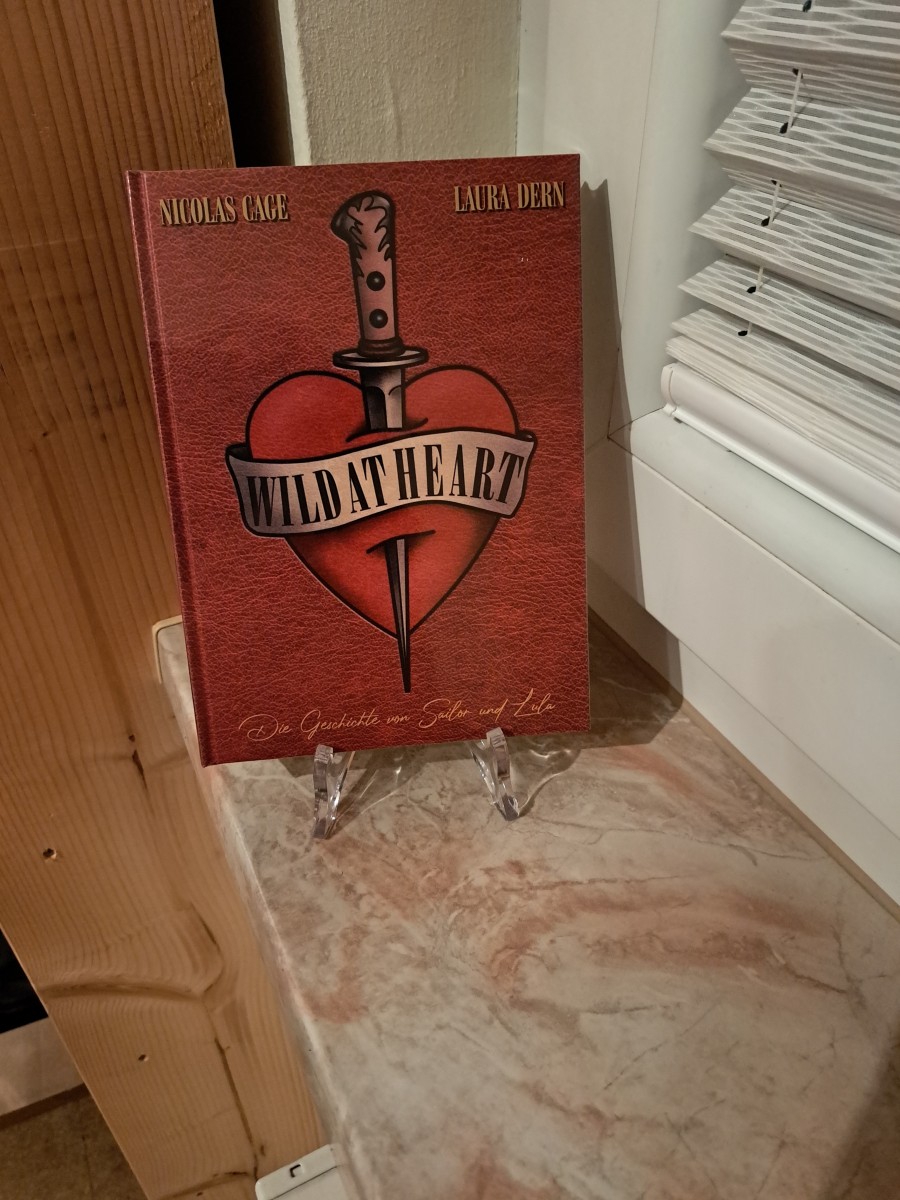 NICOLAS CAGE
LAURA DERN
WILD AT HEART
Die Geschichte von Sailor und Lula